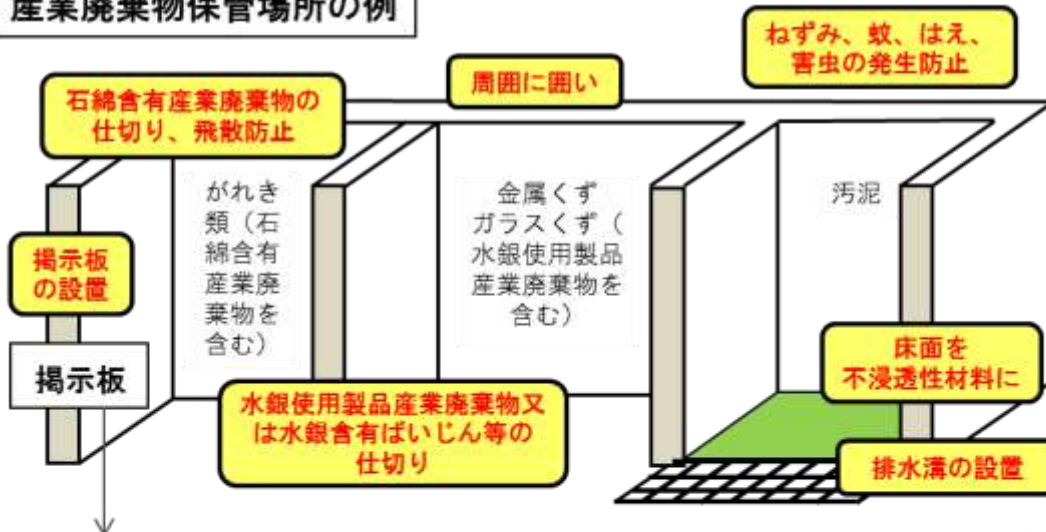 産業廃棄物保管場所の例
ねずみ、蚊、はえ、
害虫の発生防止
周囲に囲い
石綿含有産業廃棄物の
仕切り、飛散防止
がれき
類（石
綿含有
産業廃
棄物を
含む）
金属くず
ガラスくず（
水銀使用製品
産業廃棄物を
含む）
汚泥
掲示板
の設置
掲示板
床面を
不浸透性材料に
水銀使用製品産業廃棄物又
は水銀含有ばいじん等の
仕切り
排水溝の設置